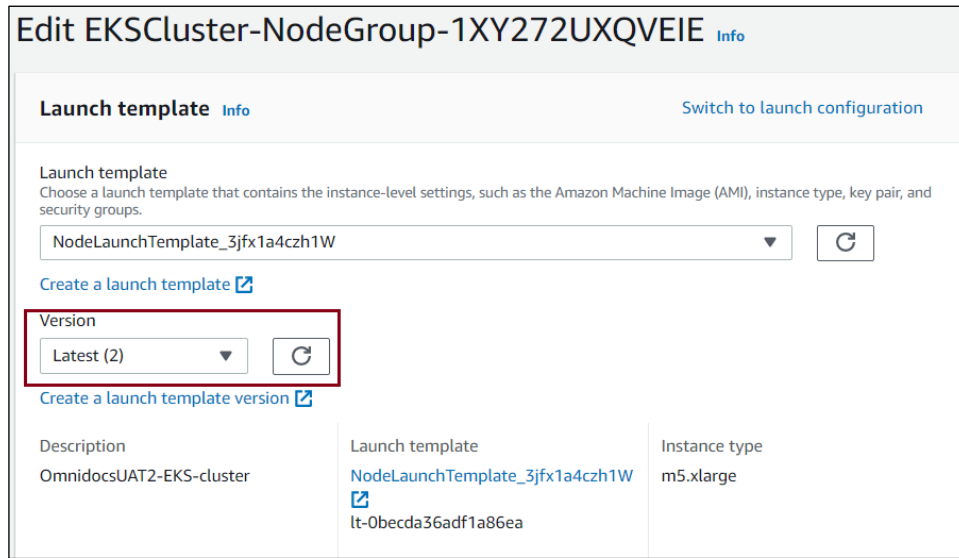 Edit EKSCluster-NodeGroup-1XY272UXQVEIE Info
Launch template Info
Switch to launch configuration
Launch template
Choose a launch template that contains the instance-level settings, such as the Amazon Machine Image (AMI), instance type, key pair, and
security groups.
NodeLaunchTemplate_3jfx1a4czh1W
Create a launch template
Version
Latest (2)
Create a launch template version
Description
OmnidocsUAT2-EKS-cluster
Launch template
NodeLaunchTemplate_3jfx1a4czh1W
lt-0becda36adf1a86ea
Instance type
m5.xlarge